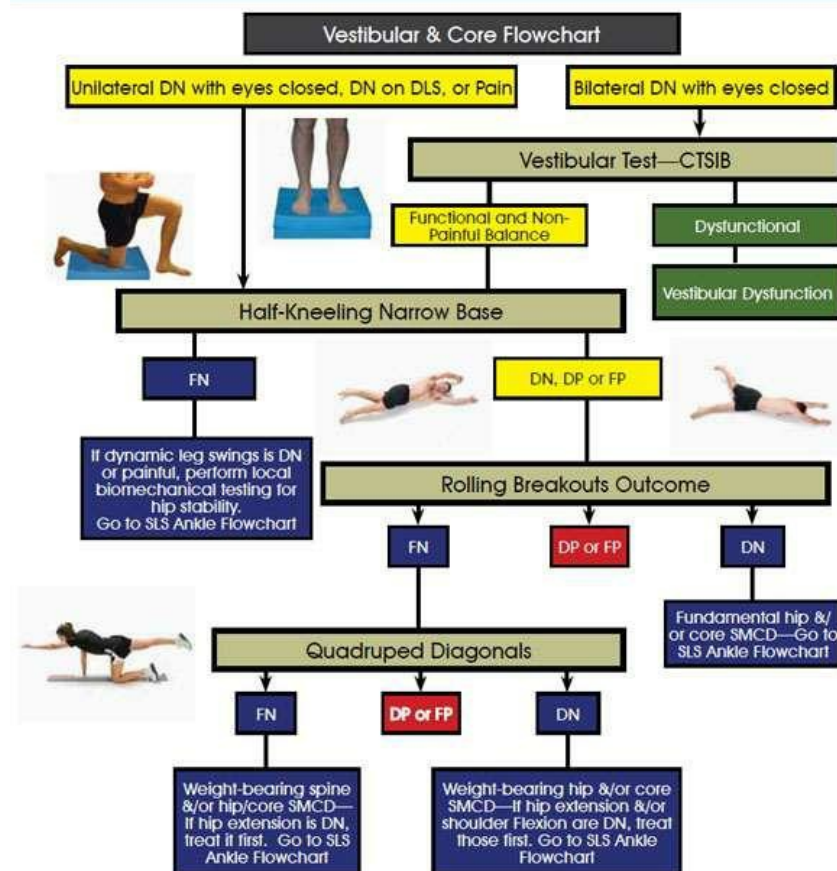 Vestibular & Core Flowchart
Unilateral DN with eyes closed, DN on DLS, or Pain
Bilateral DN with eyes closed
Vestibular Test—CTSIB
Functional and Non-
Painful Balance
Dysfunctional
Vestibular Dysfunction
Half-Kneeling Narrow Base
FN
DN, DP or FP
If dynamic leg swings is DN
or painful, perform local
biomechanical testing for
hip stability.
Go to SLS Ankle Flowchart
Rolling Breakouts Outcome
FN
DP or FP
DN
Fundamental hip &/
or core SMCD—Go to
SLS Ankle Flowchart
Quadruped Diagonals
FN
DP or FP
DN
Weight-bearing spine
&/or hip/core SMCD—
If hip extension is DN,
treat it first. Go to SLS
Ankle Flowchart
Weight-bearing hip &/or core
SMCD—If hip extension &/or
shoulder Flexion are DN, treat
those first. Go to SLS Ankle
Flowchart